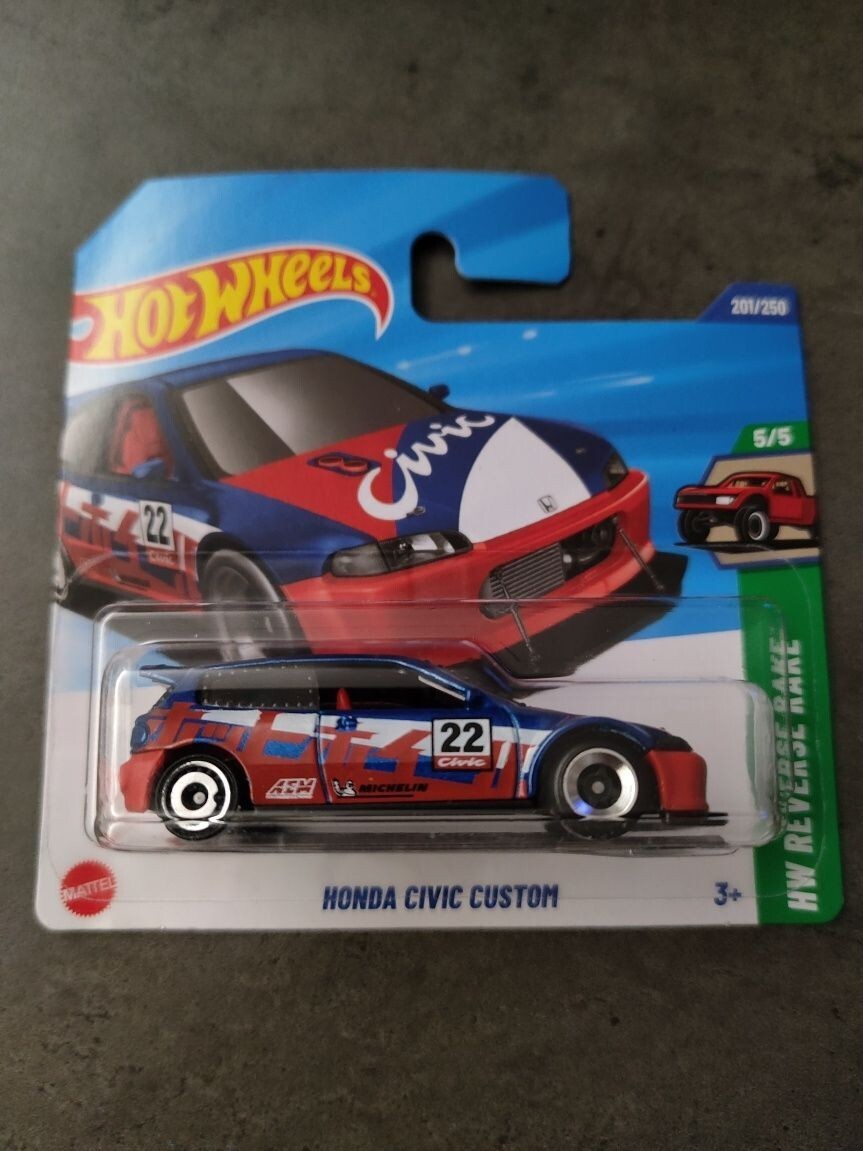 HOT WHEELS
201/250
5/5
Civic
22
Civic
22
Civic
AEM
MICHELIN
HW REVERSE RAKE
MATTEL
HONDA CIVIC CUSTOM
3+